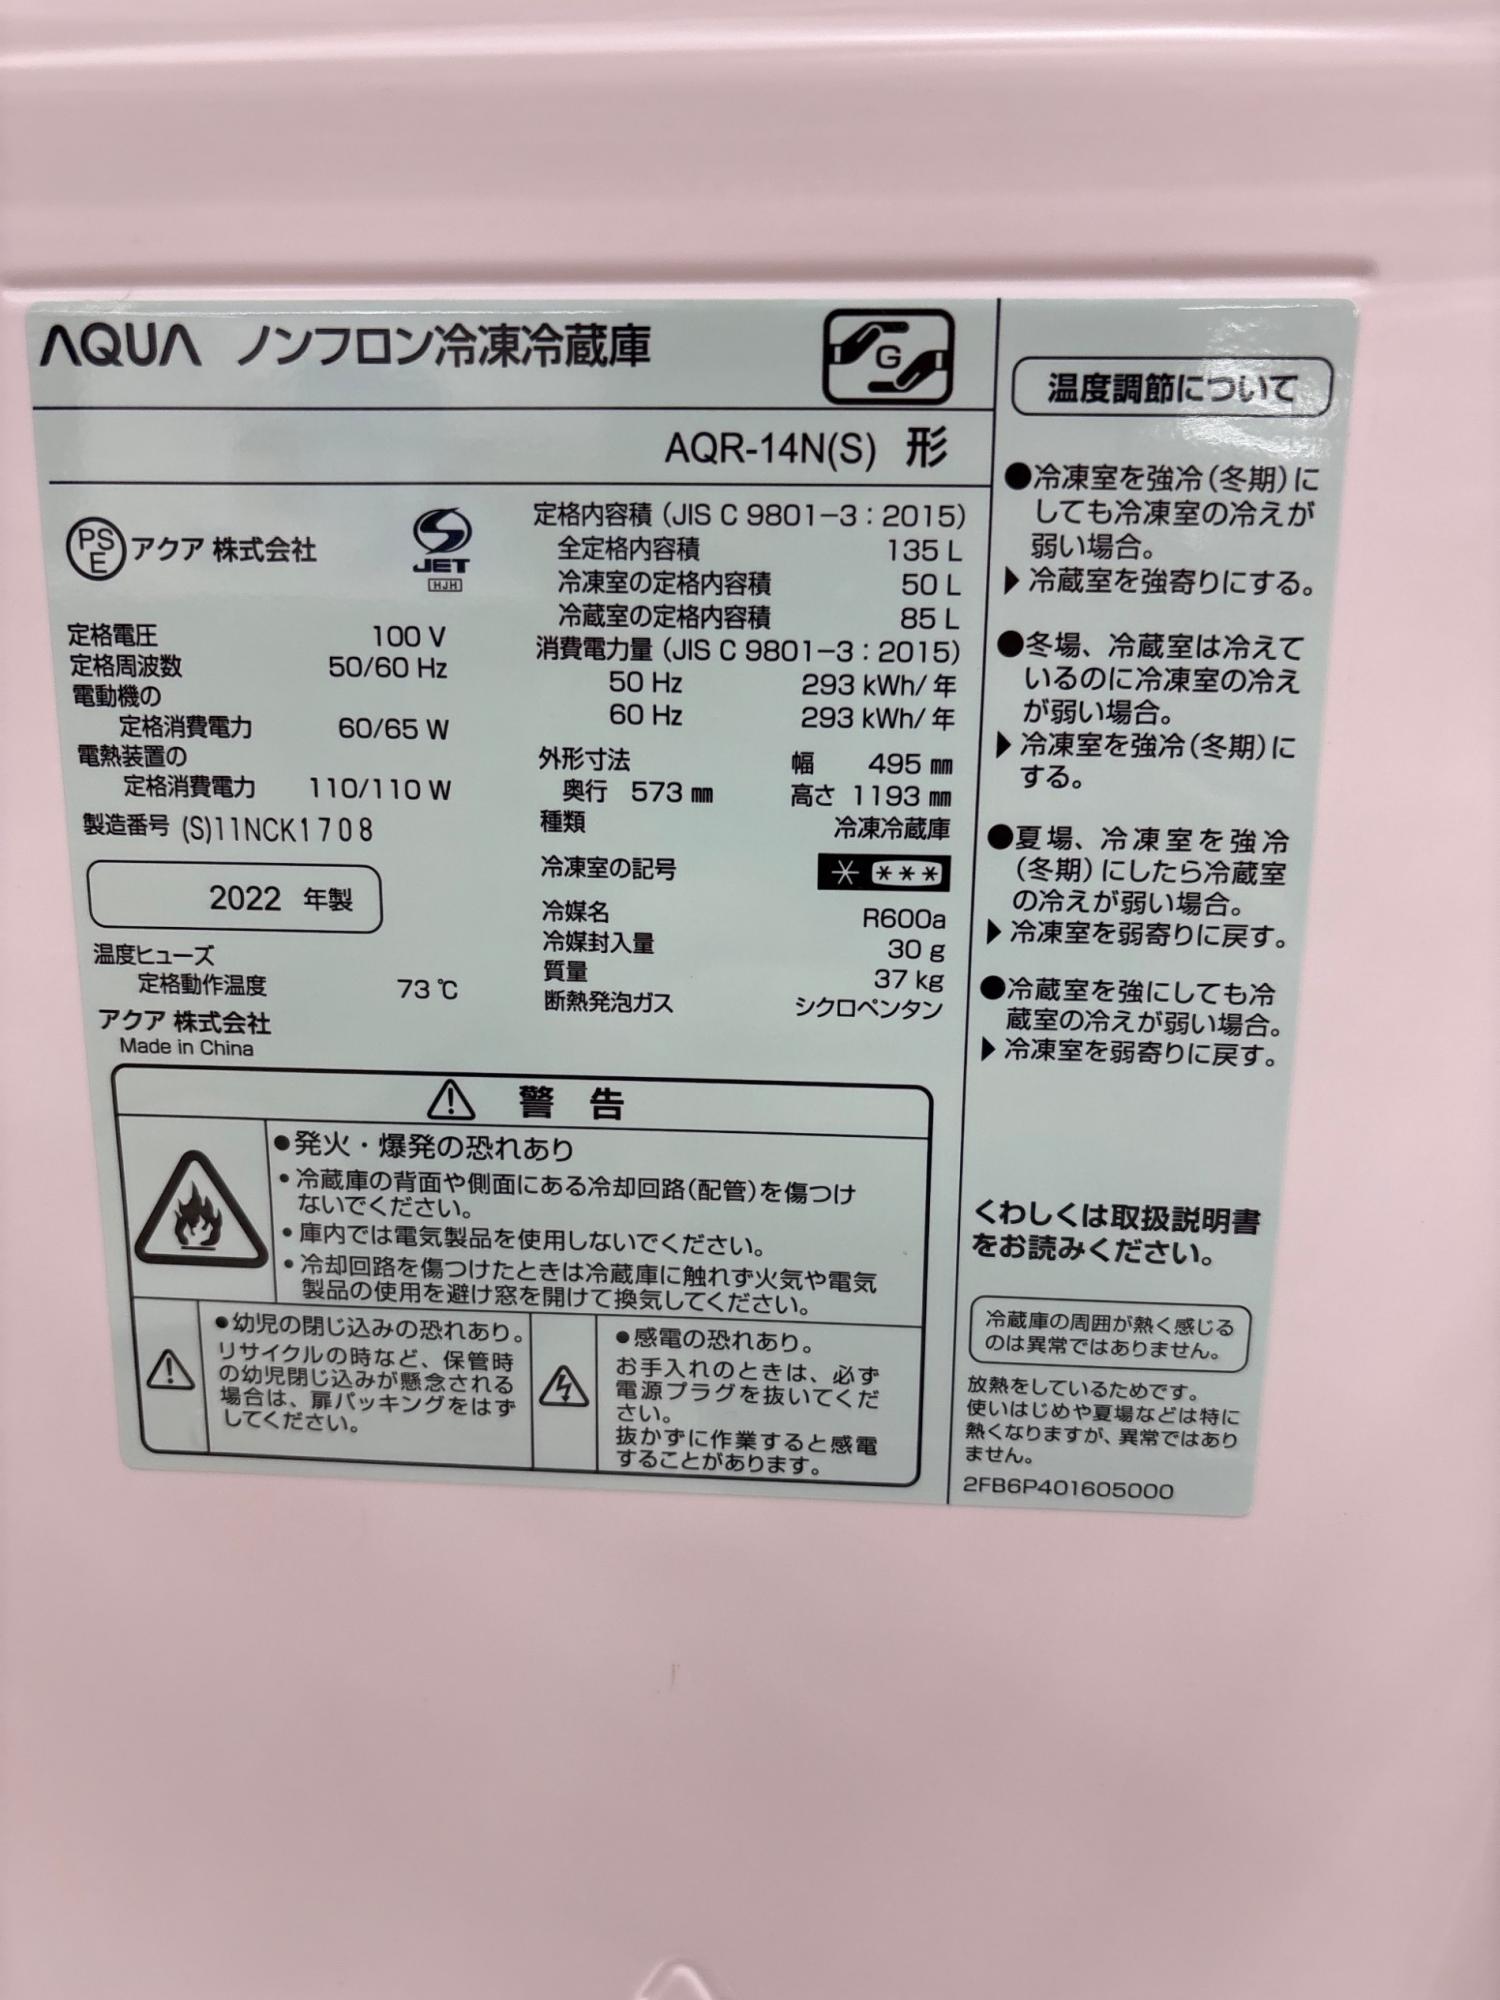 AQUA ノンフロン冷凍冷蔵庫
G
AQR-14N(S) 形
PS
E
アクア 株式会社
JET
HJH
定格電圧 100 V
定格周波数 50/60 Hz
電動機の
定格消費電力 60/65 W
電熱装置の
定格消費電力 110/110 W
製造番号 (S)11NCK1708
2022 年製
温度ヒューズ
定格動作温度 73 ℃
アクア 株式会社
Made in China
定格内容積 (JIS C 9801−3：2015)
全定格内容積 135 L
冷凍室の定格内容積 50 L
冷蔵室の定格内容積 85 L
消費電力量 (JIS C 9801−3：2015)
50 Hz 293 kWh/ 年
60 Hz 293 kWh/ 年
外形寸法 幅 495 ㎜
奥行 573 ㎜ 高さ 1193 ㎜
種類 冷凍冷蔵庫
冷凍室の記号 * ***
冷媒名 R600a
冷媒封入量 30 g
質量 37 kg
断熱発泡ガス シクロペンタン
警 告
●発火・爆発の恐れあり
・冷蔵庫の背面や側面にある冷却回路(配管)を傷つけ
ないでください。
・庫内では電気製品を使用しないでください。
・冷却回路を傷つけたときは冷蔵庫に触れず火気や電気
製品の使用を避け窓を開けて換気してください。
●幼児の閉じ込みの恐れあり。
リサイクルの時など、保管時
の幼児閉じ込みが懸念される
場合は、扉パッキングをはず
してください。
●感電の恐れあり。
お手入れのときは、必ず
電源プラグを抜いてくだ
さい。
抜かずに作業すると感電
することがあります。
温度調節について
●冷凍室を強冷(冬期)に
しても冷凍室の冷えが
弱い場合。
▶冷蔵室を強寄りにする。
●冬場、冷蔵室は冷えて
いるのに冷凍室の冷え
が弱い場合。
▶冷凍室を強冷(冬期)に
する。
●夏場、冷凍室を強冷
(冬期)にしたら冷蔵室
の冷えが弱い場合。
▶冷凍室を弱寄りに戻す。
●冷蔵室を強にしても冷
蔵室の冷えが弱い場合。
▶冷凍室を弱寄りに戻す。
くわしくは取扱説明書
をお読みください。
冷蔵庫の周囲が熱く感じる
のは異常ではありません。
放熱をしているためです。
使いはじめや夏場などは特に
熱くなりますが、異常ではあり
ません。
2FB6P401605000